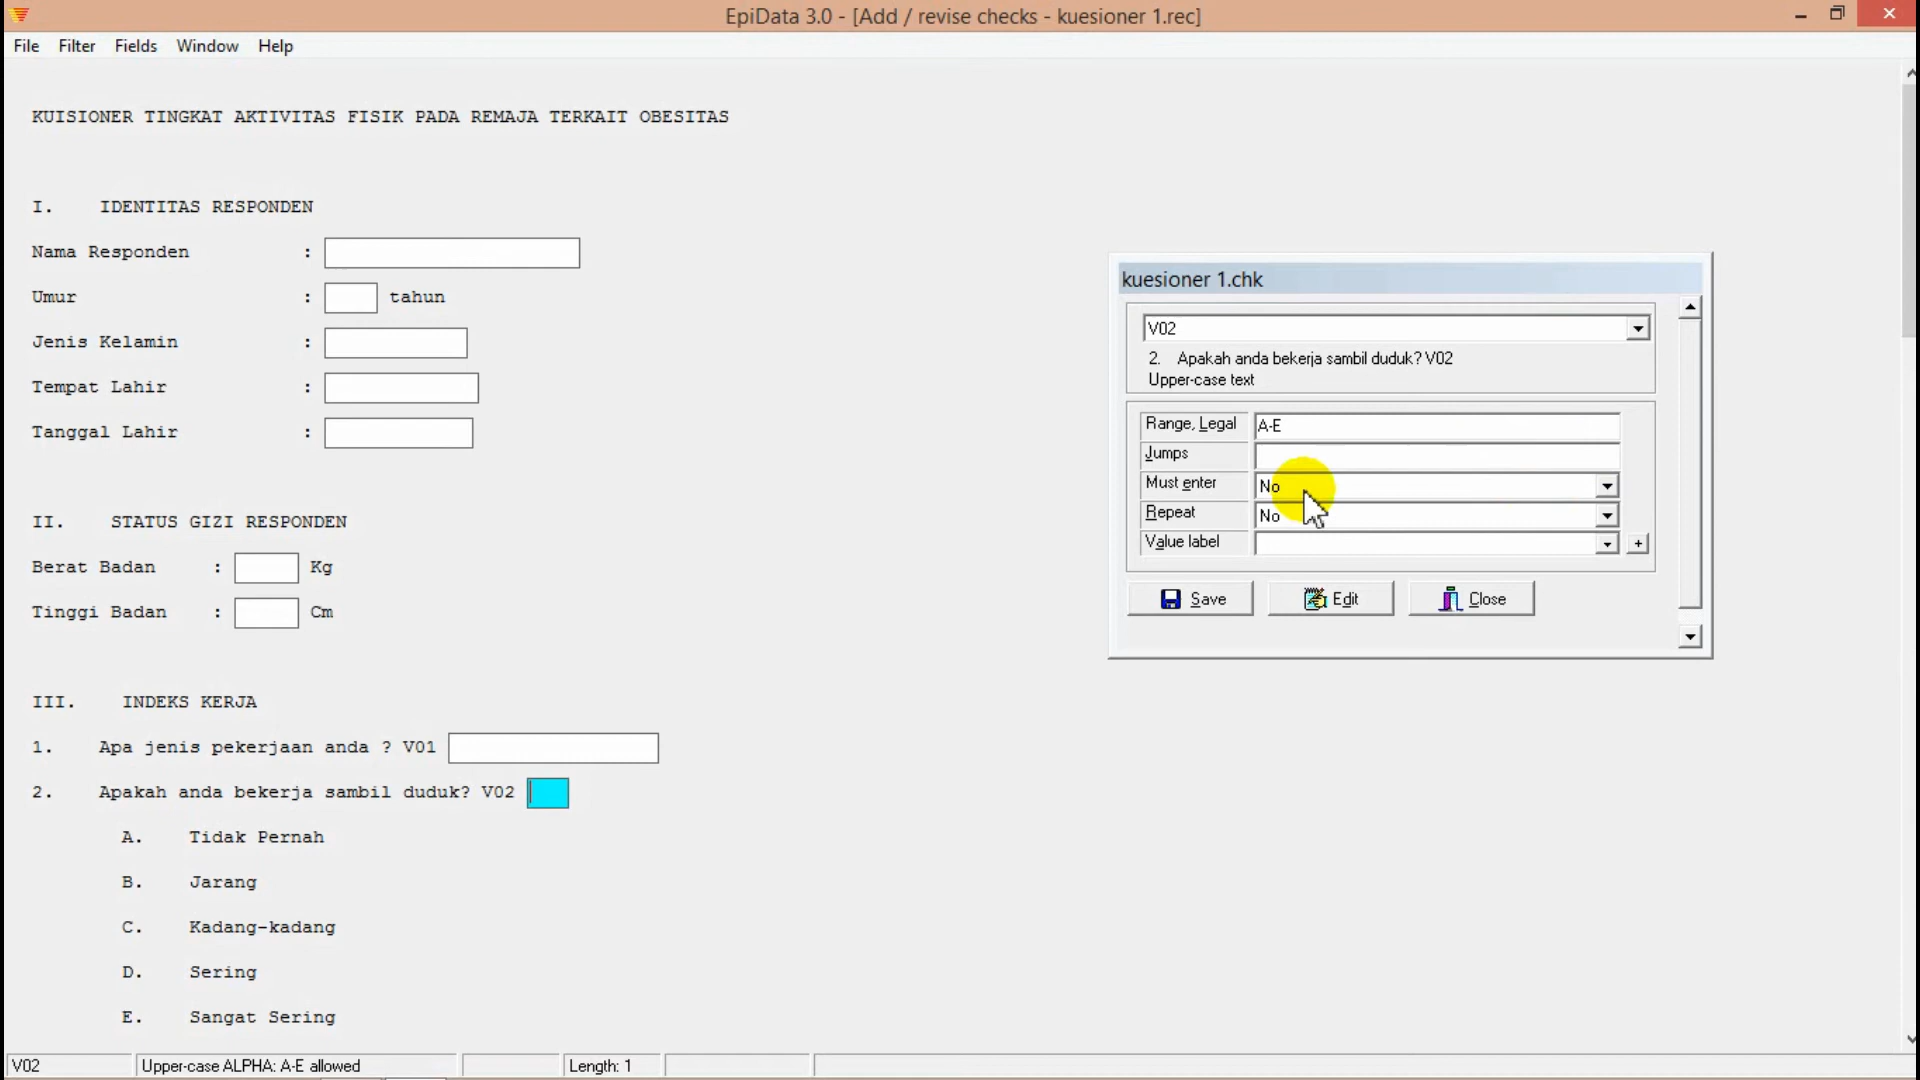 EpiData 3.0 - [Add / revise checks - kuesioner 1.rec]
File Filter Fields Window Help
KUISIONER TINGKAT AKTIVITAS FISIK PADA REMAJA TERKAIT OBESITAS
I. IDENTITAS RESPONDEN
Nama Responden :
Umur : tahun
Jenis Kelamin :
Tempat Lahir :
Tanggal Lahir :
II. STATUS GIZI RESPONDEN
Berat Badan : Kg
Tinggi Badan : Cm
III. INDEKS KERJA
1. Apa jenis pekerjaan anda ? V01
2. Apakah anda bekerja sambil duduk? V02
A. Tidak Pernah
B. Jarang
C. Kadang-kadang
D. Sering
E. Sangat Sering
kuesioner 1.chk
V02
2. Apakah anda bekerja sambil duduk? V02
Upper-case text
Range, Legal A-E
Jumps
Must enter No
Repeat No
Value label +
Save Edit Close
V02 Upper-case ALPHA: A-E allowed Length: 1